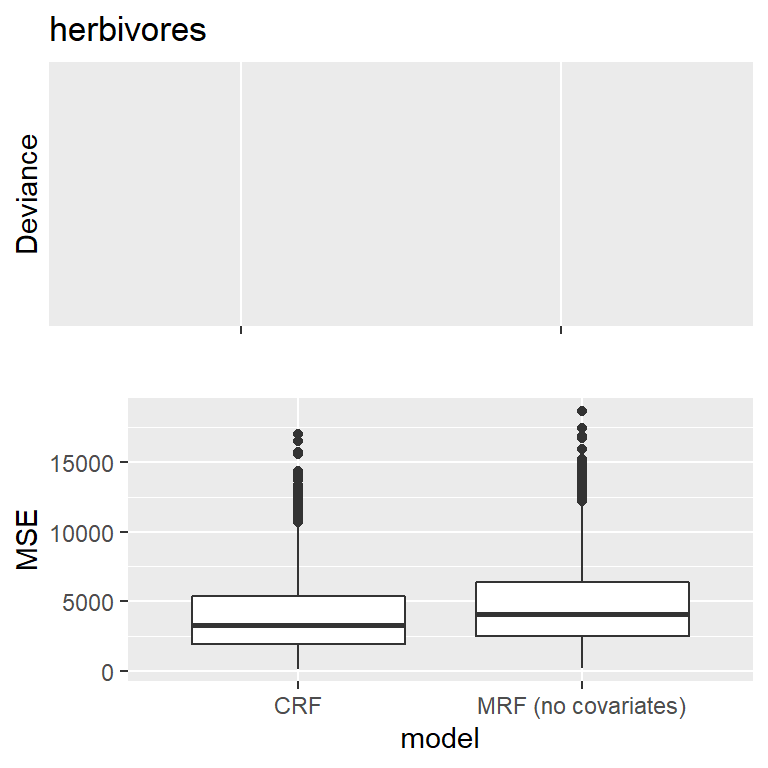 herbivores
Deviance
MSE
15000
10000
5000
0
CRF
MRF (no covariates)
model